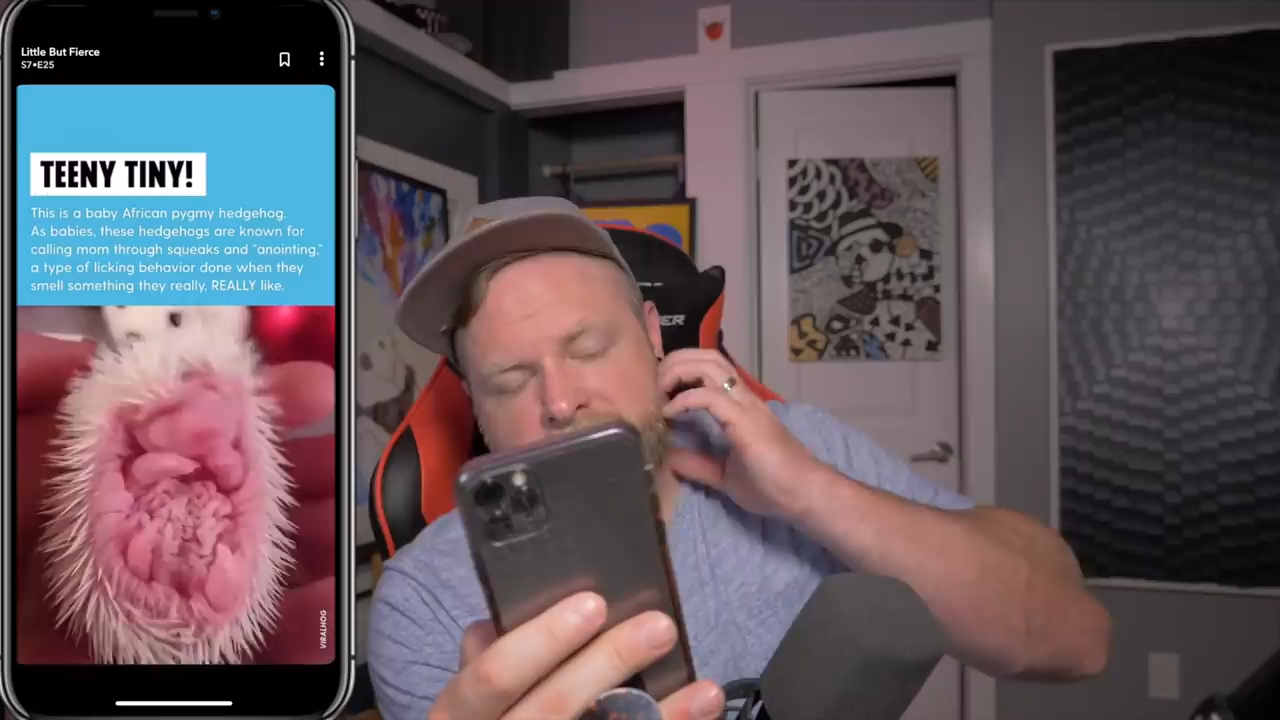 Little But Fierce
S7•E25
TEENY TINY!
This is a baby African pygmy hedgehog.
As babies, these hedgehogs are known for
calling mom through squeaks and "anointing,"
a type of licking behavior done when they
smell something they really, REALLY like.
VIRALHOG
ER